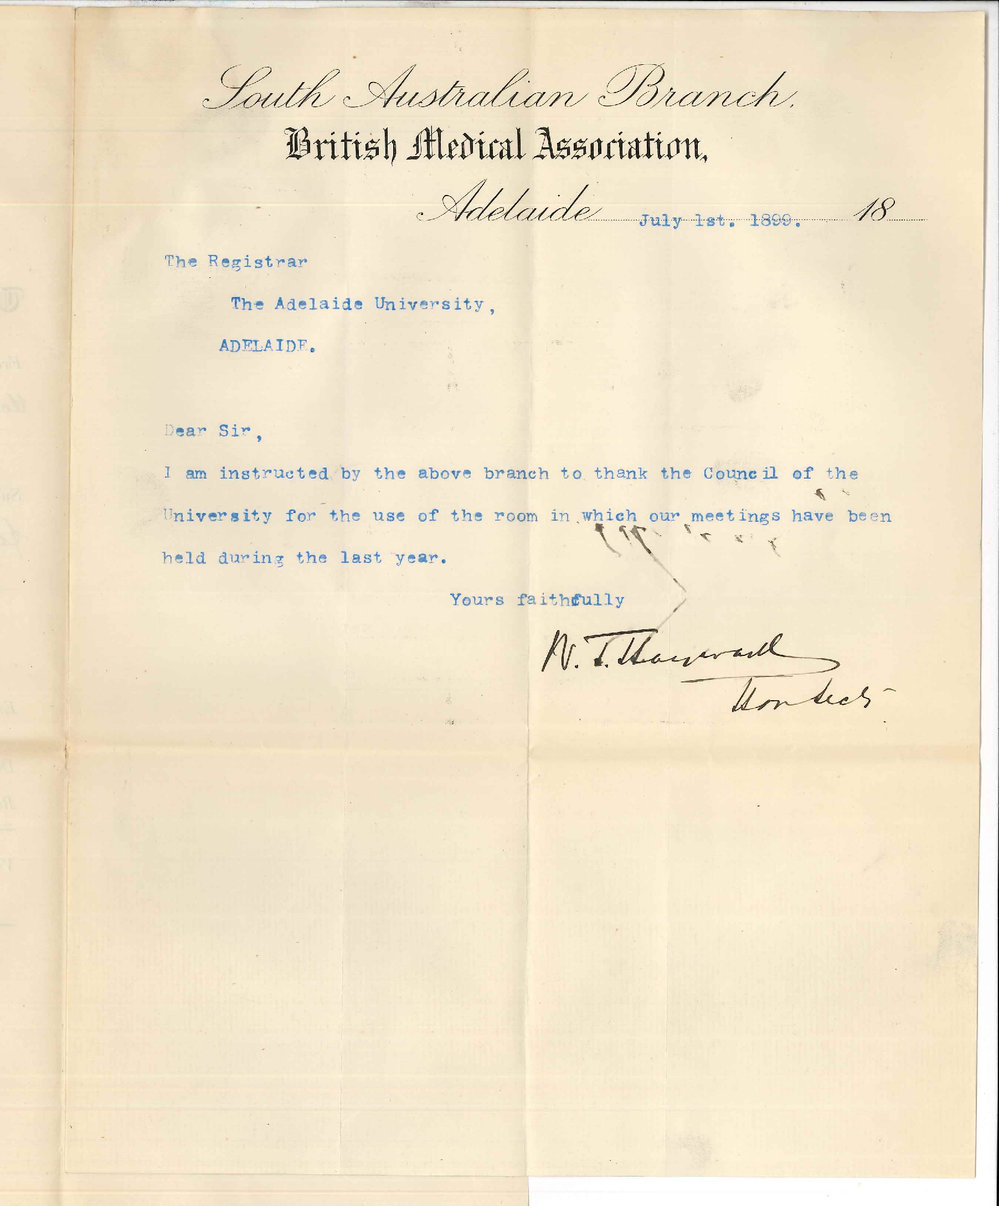 South Australian Branch.
British Medical Association,
Adelaide July 1st. 1899. 18
The Registrar
The Adelaide University,
ADELAIDE.
Dear Sir,
I am instructed by the above branch to thank the Council of the
University for the use of the room in which our meetings have been
held during the last year.
Yours faithfully
W. T. Hayward
Hon Sec